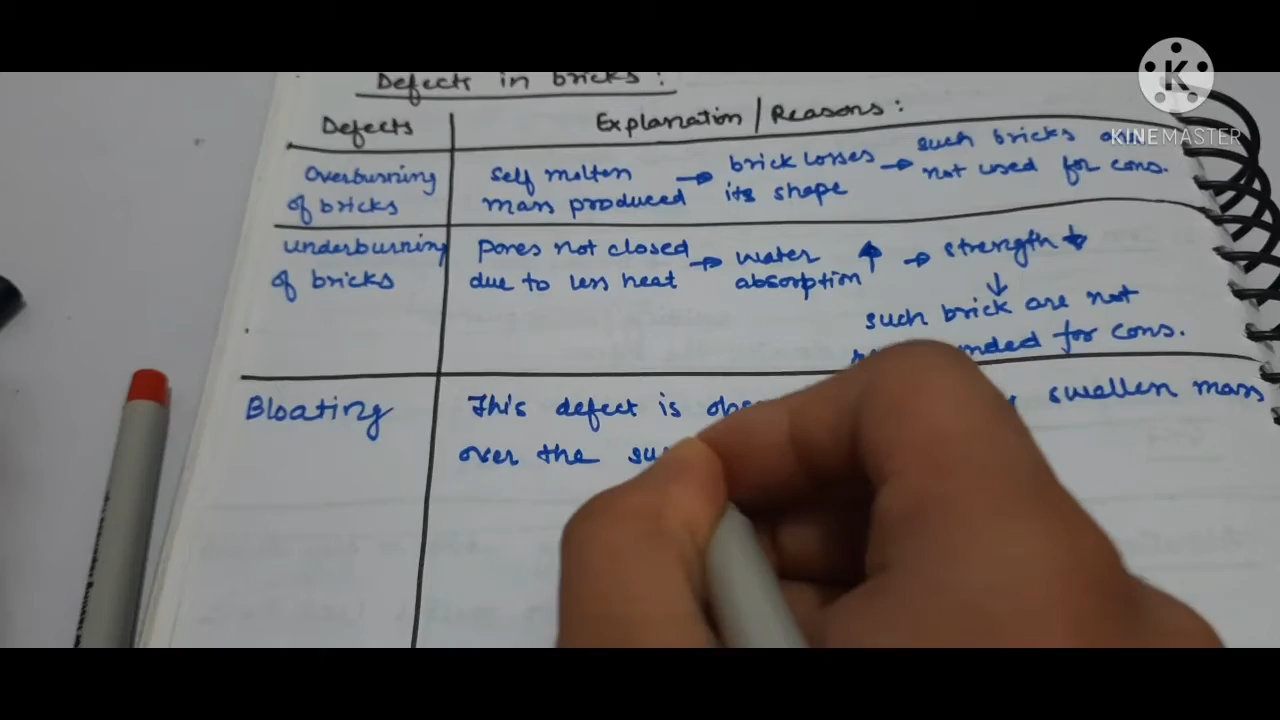 Defects in bricks:
Defects
Explanation / Reasons:
Overburning
of bricks
self molten
mass produced
→ brick losses
its shape
→ such bricks are
not used for cons.
underburning
of bricks
Pores not closed
due to less heat
→ water
absorption ↑
→ strength ↓
↓
such brick are not
for cons.
Bloating
This defect is swollen mass
over the
K
KINEMASTER